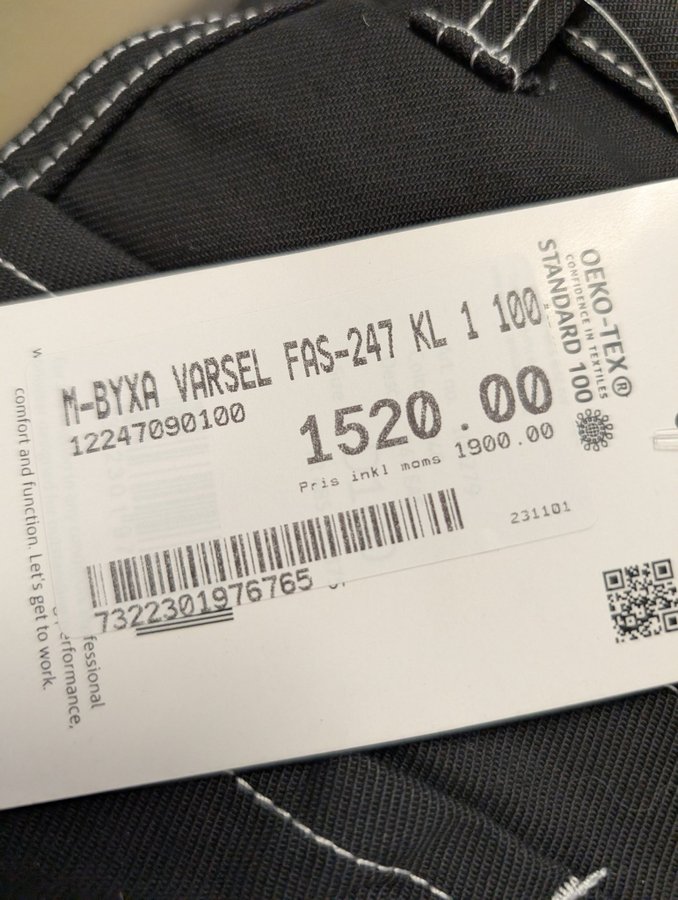 M-BYXA VARSEL FAS-247 KL 1 100
12247090100
1520.00
Pris inkl moms 1900.00
231101
7322301976765
OEKO-TEX®
CONFIDENCE IN TEXTILES
STANDARD 100
comfort and function. Let's get to work.